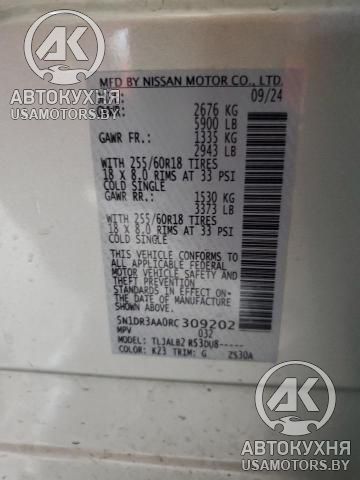 MFD BY NISSAN MOTOR CO., LTD.
09/24
2676 KG
5900 LB
GAWR FR.: 1335 KG
2943 LB
WITH 255/60R18 TIRES
18 X 8.0 RIMS AT 33 PSI
COLD SINGLE
GAWR RR.: 1530 KG
3373 LB
WITH 255/60R18 TIRES
18 X 8.0 RIMS AT 33 PSI
COLD SINGLE
THIS VEHICLE CONFORMS TO
ALL APPLICABLE FEDERAL
MOTOR VEHICLE SAFETY AND
THEFT PREVENTION
STANDARDS IN EFFECT ON
THE DATE OF MANUFACTURE
SHOWN ABOVE.
5N1DR3AA0RC309202
MPV 032
MODEL: TLJALB2 R53DU8-----
COLOR: K23 TRIM: G ZS30A
АВТОКУХНЯ
USAMOTORS.BY
АВТОКУХНЯ
USAMOTORS.BY